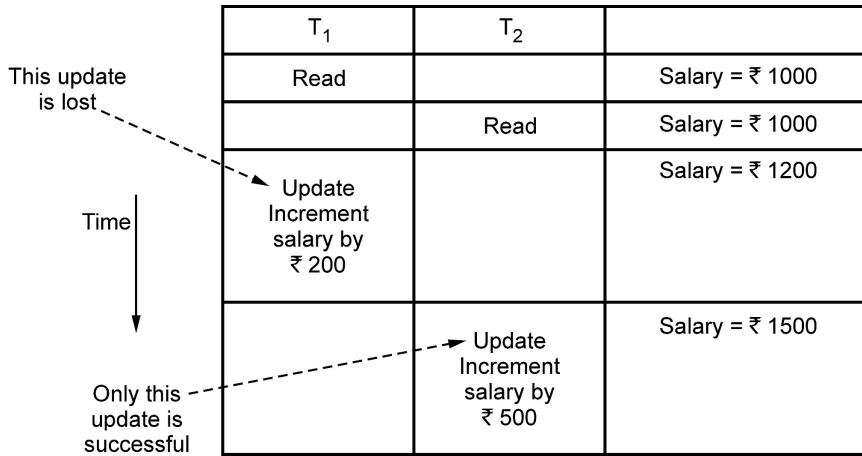 T1
T2
This update
is lost
Read
Salary = ₹ 1000
Read
Salary = ₹ 1000
Update
Increment
salary by
₹ 200
Salary = ₹ 1200
Time
Update
Increment
salary by
₹ 500
Salary = ₹ 1500
Only this
update is
successful